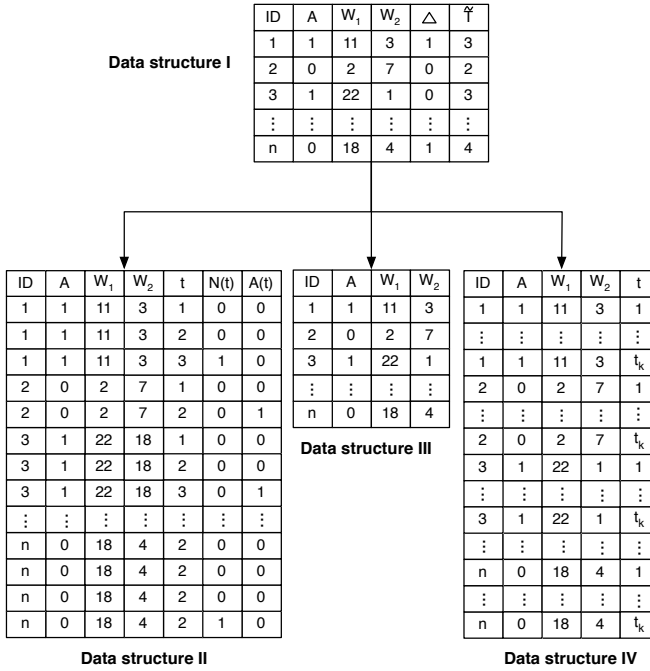 ID A W₁ W₂ △ T̃
1 1 11 3 1 3
Data structure I
2 0 2 7 0 2
3 1 22 1 0 3
⋮ ⋮ ⋮ ⋮ ⋮ ⋮
n 0 18 4 1 4
ID A W₁ W₂ t N(t) A(t)
1 1 11 3 1 0 0
1 1 11 3 2 0 0
1 1 11 3 3 1 0
2 0 2 7 1 0 0
2 0 2 7 2 0 1
3 1 22 18 1 0 0
3 1 22 18 2 0 0
3 1 22 18 3 0 1
⋮ ⋮ ⋮ ⋮ ⋮ ⋮ ⋮
n 0 18 4 2 0 0
n 0 18 4 2 0 0
n 0 18 4 2 0 0
n 0 18 4 2 1 0
Data structure II
ID A W₁ W₂
1 1 11 3
2 0 2 7
3 1 22 1
⋮ ⋮ ⋮ ⋮
n 0 18 4
Data structure III
ID A W₁ W₂ t
1 1 11 3 1
⋮ ⋮ ⋮ ⋮ ⋮
1 1 11 3 tₖ
2 0 2 7 1
⋮ ⋮ ⋮ ⋮ ⋮
2 0 2 7 tₖ
3 1 22 1 1
⋮ ⋮ ⋮ ⋮ ⋮
3 1 22 1 tₖ
⋮ ⋮ ⋮ ⋮ ⋮
n 0 18 4 1
⋮ ⋮ ⋮ ⋮ ⋮
n 0 18 4 tₖ
Data structure IV